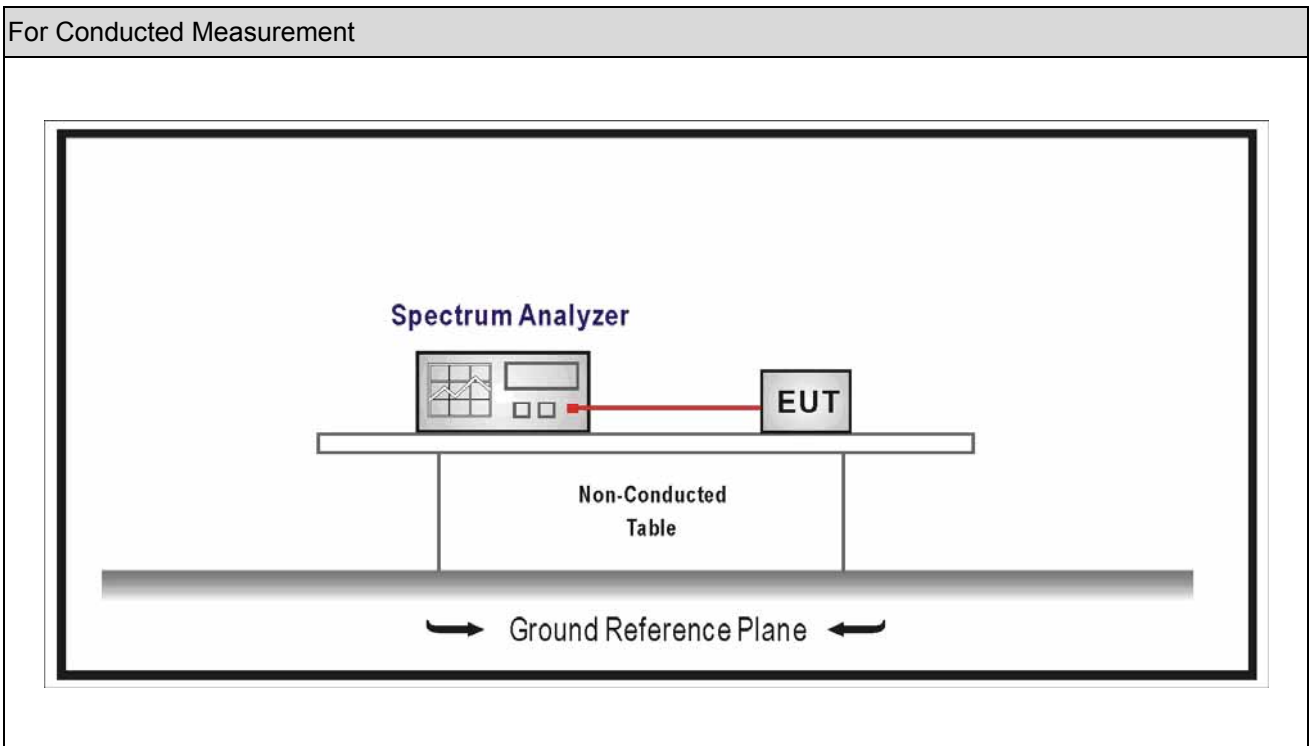 For Conducted Measurement
Spectrum Analyzer
EUT
Non-Conducted
Table
Ground Reference Plane